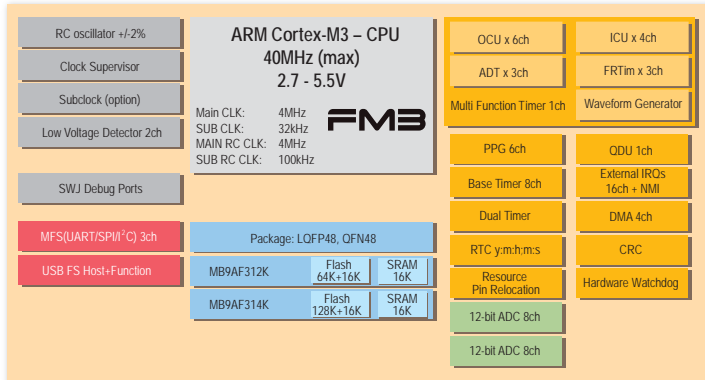 RC oscillator +/-2%
Clock Supervisor
Subclock (option)
Low Voltage Detector 2ch
SWJ Debug Ports
MFS(UART/SPI/I²C) 3ch
USB FS Host+Function
ARM Cortex-M3 – CPU
40MHz (max)
2.7 - 5.5V
Main CLK: 4MHz
SUB CLK: 32kHz
MAIN RC CLK: 4MHz
SUB RC CLK: 100kHz
FM3
Package: LQFP48, QFN48
MB9AF312K
Flash
64K+16K
SRAM
16K
MB9AF314K
Flash
128K+16K
SRAM
16K
OCU x 6ch
ICU x 4ch
ADT x 3ch
FRTim x 3ch
Multi Function Timer 1ch
Waveform Generator
PPG 6ch
QDU 1ch
Base Timer 8ch
External IRQs
16ch + NMI
Dual Timer
DMA 4ch
RTC y:m:h;m:s
CRC
Resource
Pin Relocation
Hardware Watchdog
12-bit ADC 8ch
12-bit ADC 8ch